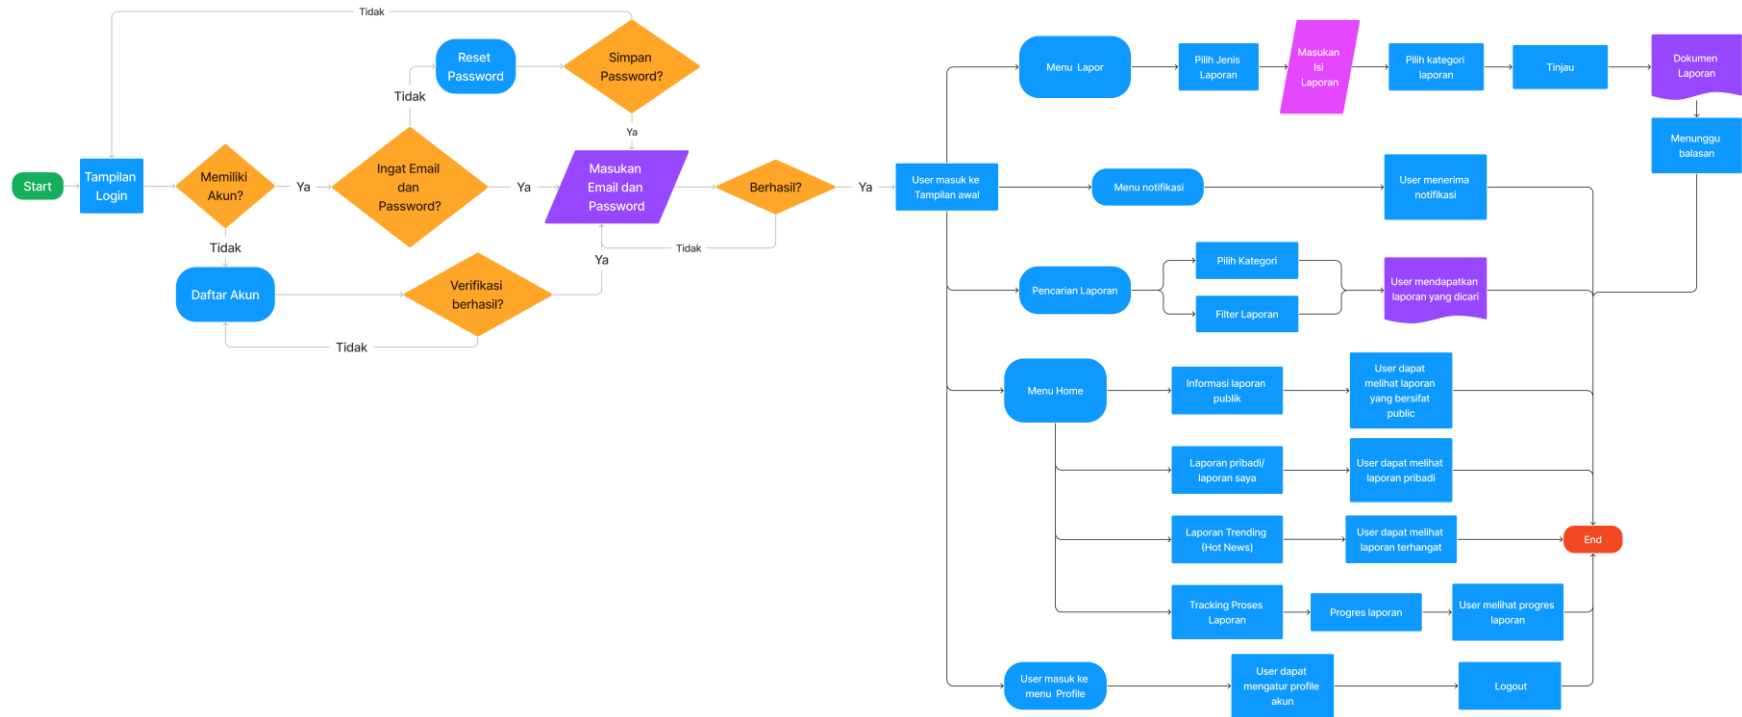 Tidak
Start
Tampilan
Login
Memiliki
Akun?
Ya
Tidak
Daftar Akun
Verifikasi
berhasil?
Tidak
Ya
Ingat Email
dan
Password?
Tidak
Reset
Password
Simpan
Password?
Ya
Ya
Masukan
Email dan
Password
Berhasil?
Tidak
Ya
User masuk ke
Tampilan awal
Menu Lapor
Pilih Jenis
Laporan
Masukan
Isi
Laporan
Pilih kategori
laporan
Tinjau
Dokumen
Laporan
Menunggu
balasan
Menu notifikasi
User menerima
notifikasi
Pencarian Laporan
Pilih Kategori
Filter Laporan
User mendapatkan
laporan yang dicari
Menu Home
Informasi laporan
publik
User dapat
melihat laporan
yang bersifat
public
Laporan pribadi/
laporan saya
User dapat melihat
laporan pribadi
Laporan Trending
(Hot News)
User dapat melihat
laporan terhangat
End
Tracking Proses
Laporan
Progres laporan
User melihat progres
laporan
User masuk ke
menu Profile
User dapat
mengatur profile
akun
Logout